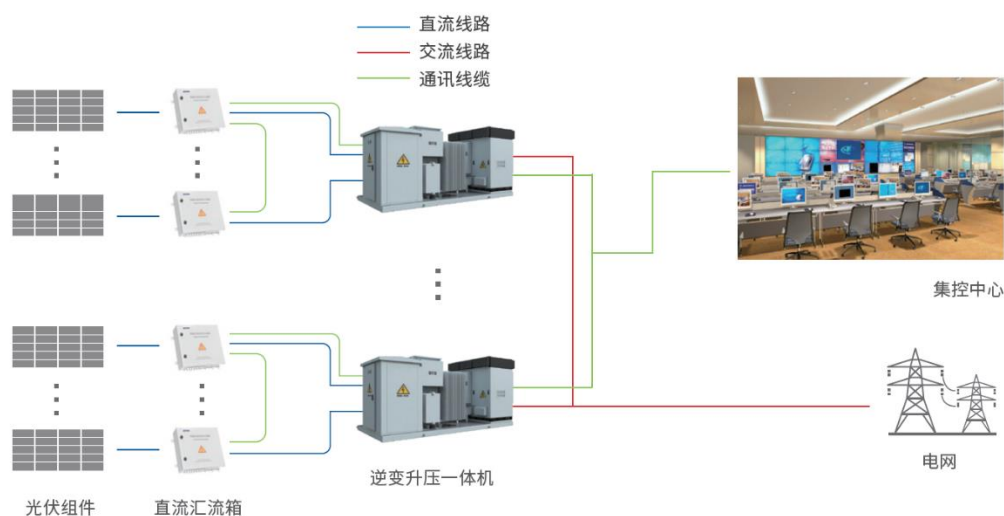 直流线路
交流线路
通讯线缆
集控中心
电网
逆变升压一体机
光伏组件
直流汇流箱